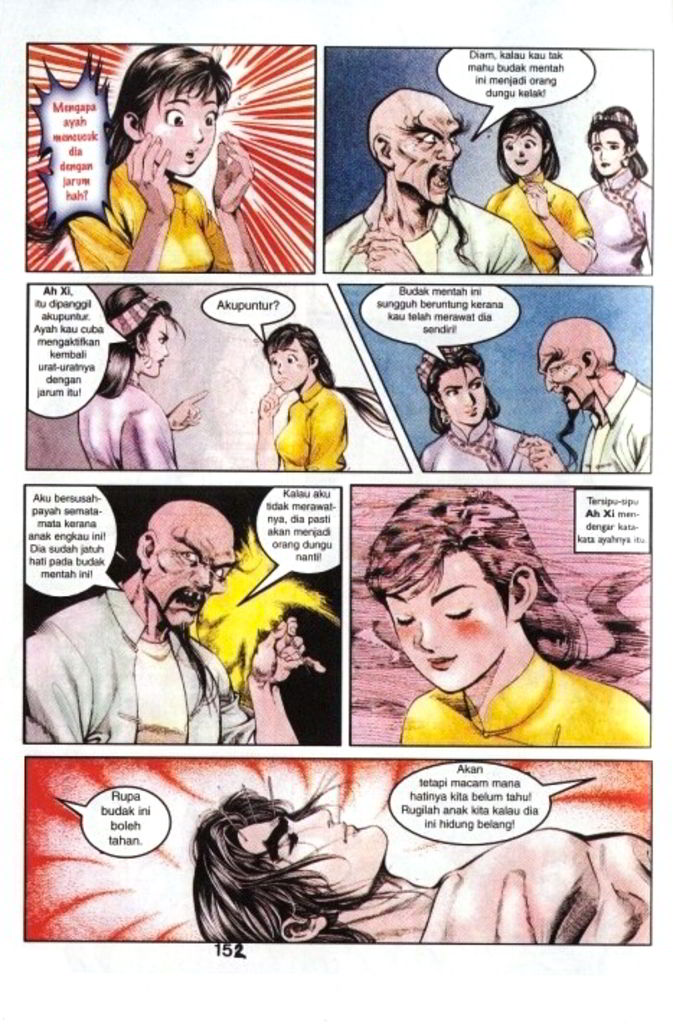 Mengapa
ayah
mencucuk
dia
dengan
jarum
hah?
Diam, kalau kau tak
mahu budak mentah
ini menjadi orang
dungu kelak!
Ah Xi,
itu dipanggil
akupuntur.
Ayah kau cuba
mengaktifkan
kembali
urat-uratnya
dengan
jarum itu!
Akupuntur?
Budak mentah ini
sungguh beruntung kerana
kau telah merawat dia
sendiri!
Aku bersusah-
payah semata-
mata kerana
anak engkau ini!
Dia sudah jatuh
hati pada budak
mentah ini!
Kalau aku
tidak merawat-
nya, dia pasti
akan menjadi
orang dungu
nanti!
Tersipu-sipu
Ah Xi men-
dengar kata-
kata ayahnya itu.
Rupa
budak ini
boleh
tahan.
Akan
tetapi macam mana
hatinya kita belum tahu!
Rugilah anak kita kalau dia
ini hidung belang!
152